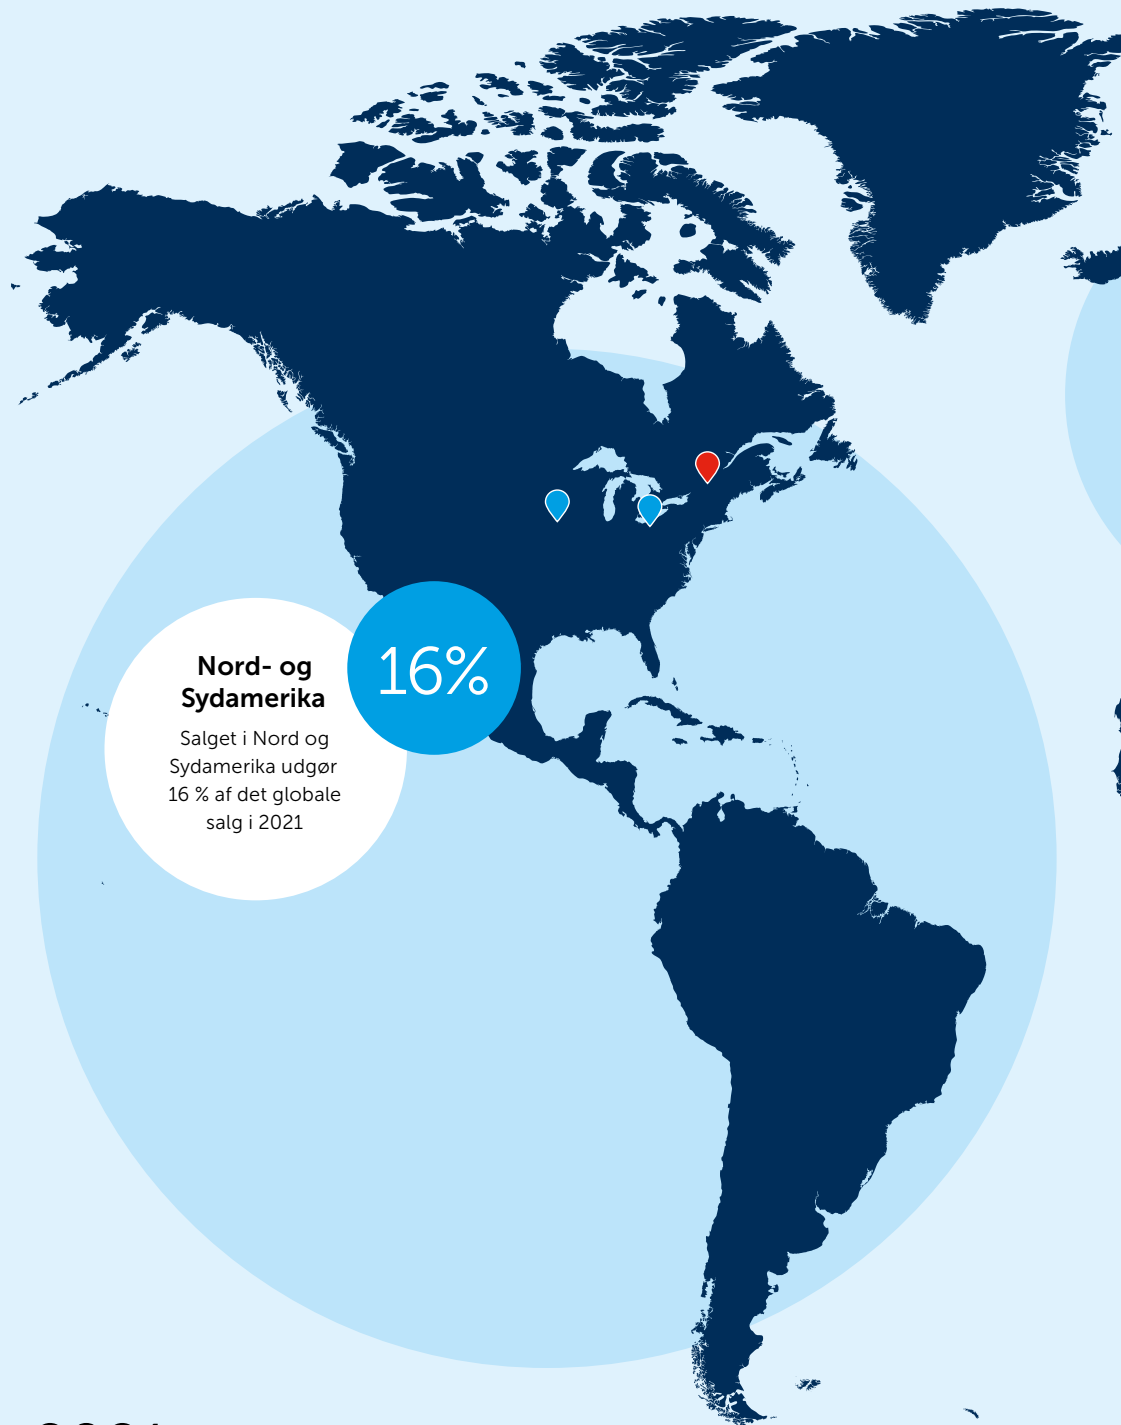 Nord- og
Sydamerika
16%
Salget i Nord og
Sydamerika udgør
16 % af det globale
salg i 2021